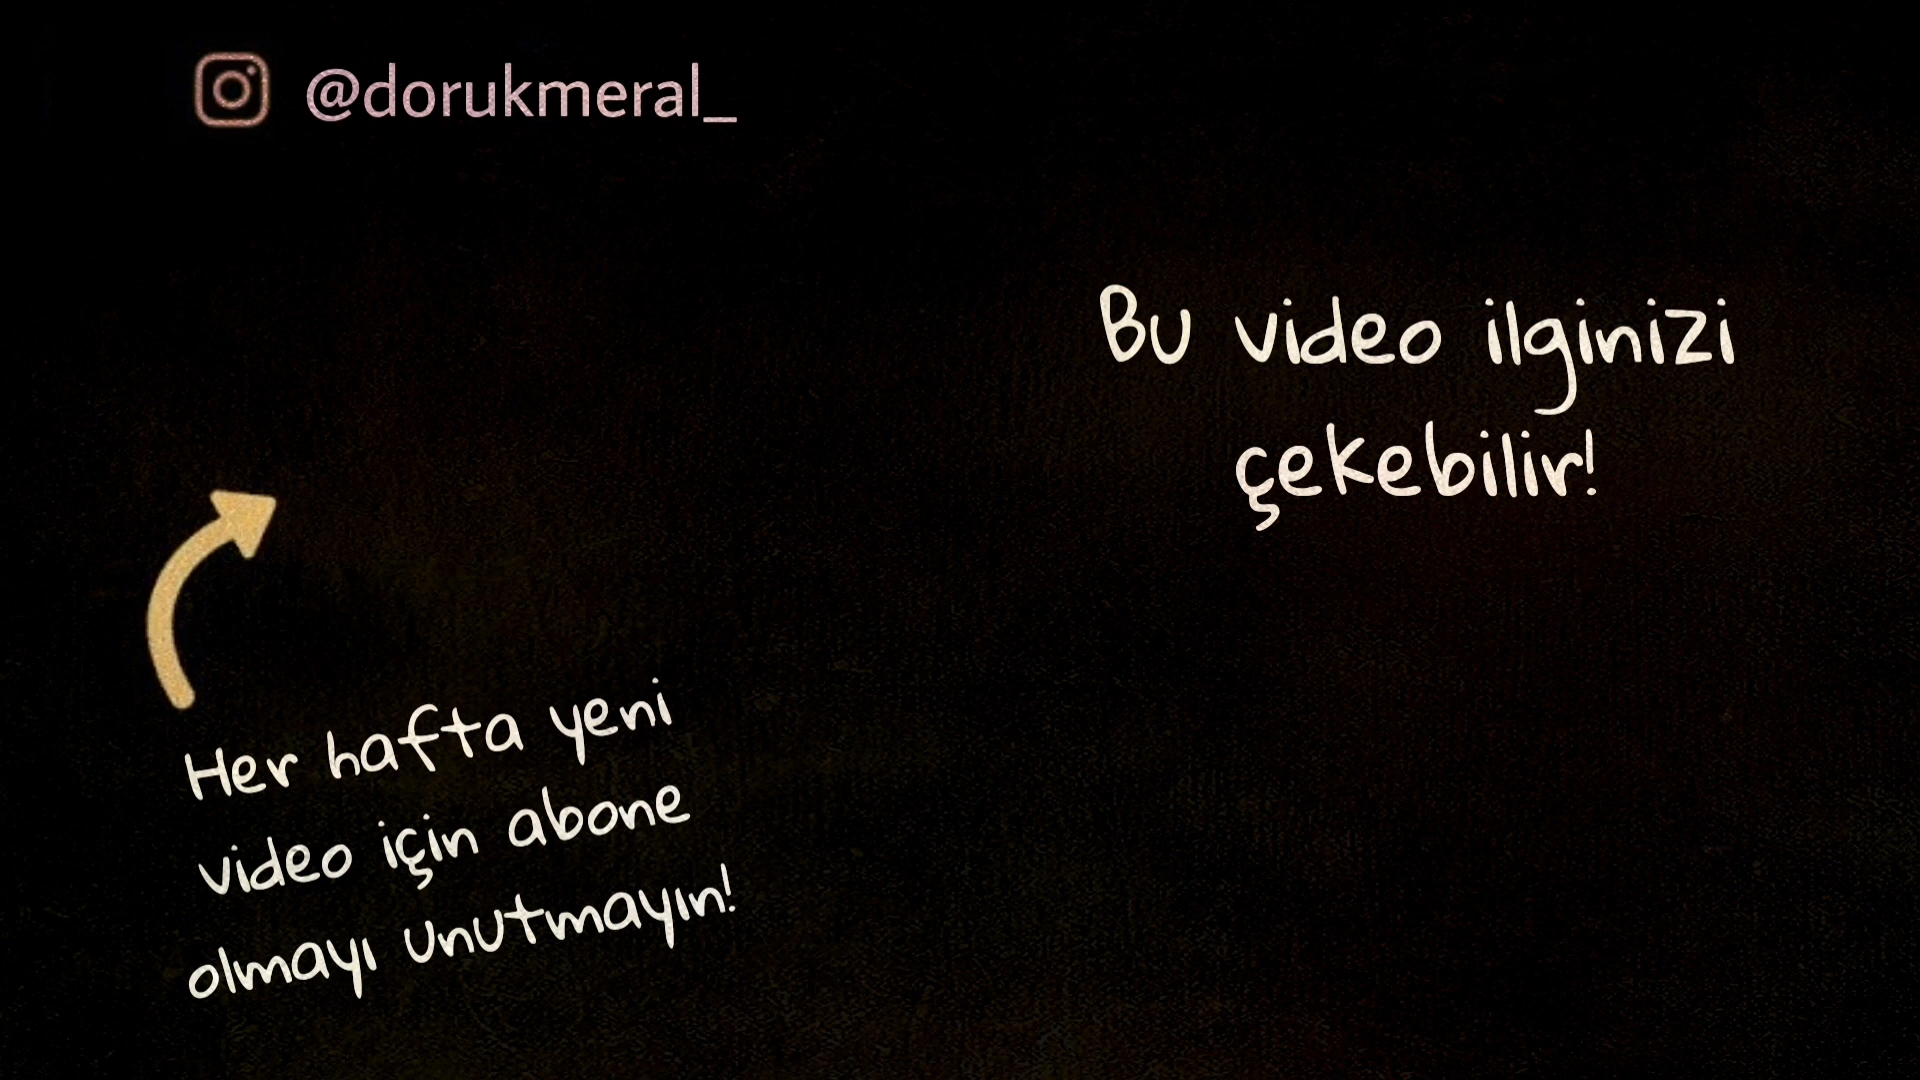 @dorukmeral_
Bu video ilginizi
çekebilir!
Her hafta yeni
video için abone
olmayı unutmayın!